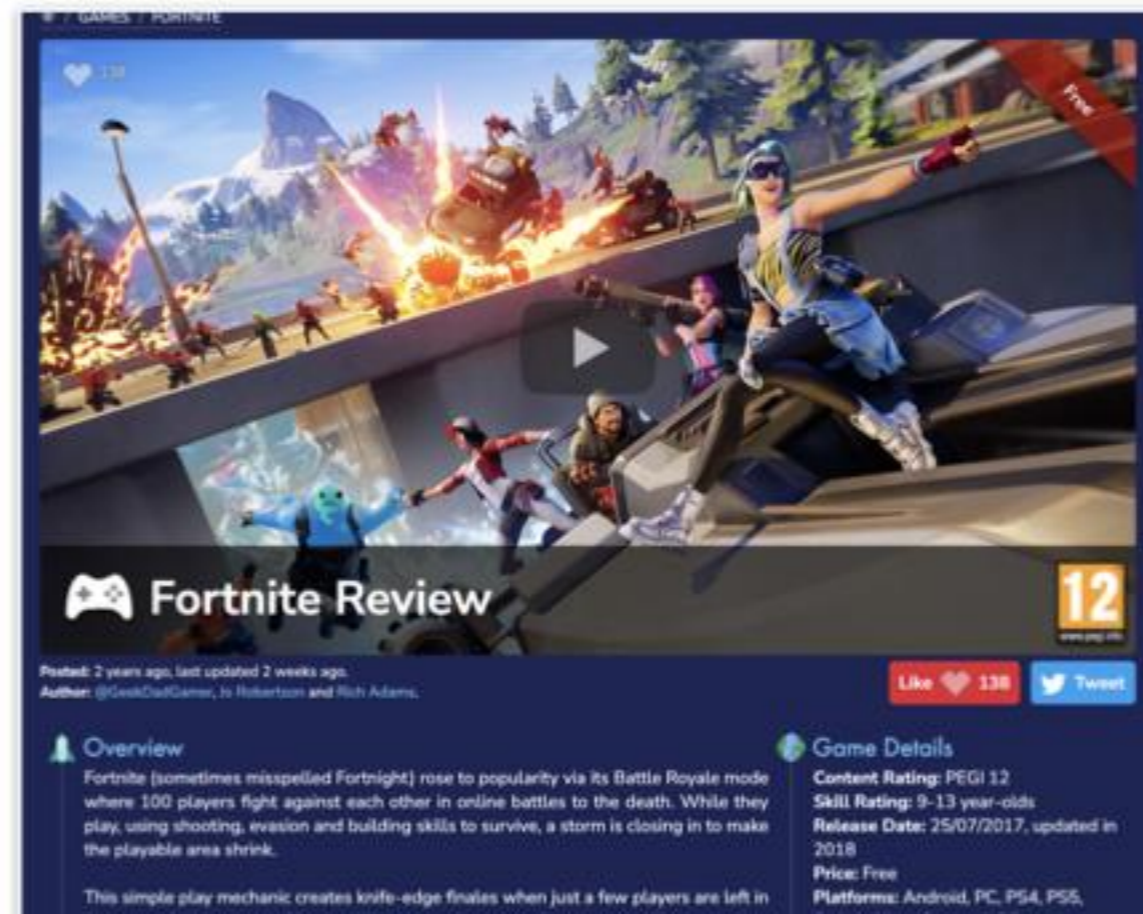 / GAMES / FORTNITE
138
Free
Fortnite Review
12
www.pegi.info
Posted: 2 years ago, last updated 2 weeks ago.
Author: @GeekDadGamer, Jo Robertson and Rich Adams.
Like 138
Tweet
Overview
Fortnite (sometimes misspelled Fortnight) rose to popularity via its Battle Royale mode
where 100 players fight against each other in online battles to the death. While they
play, using shooting, evasion and building skills to survive, a storm is closing in to make
the playable area shrink.
This simple play mechanic creates knife-edge finales when just a few players are left in
Game Details
Content Rating: PEGI 12
Skill Rating: 9-13 year-olds
Release Date: 25/07/2017, updated in
2018
Price: Free
Platforms: Android, PC, PS4, PS5,